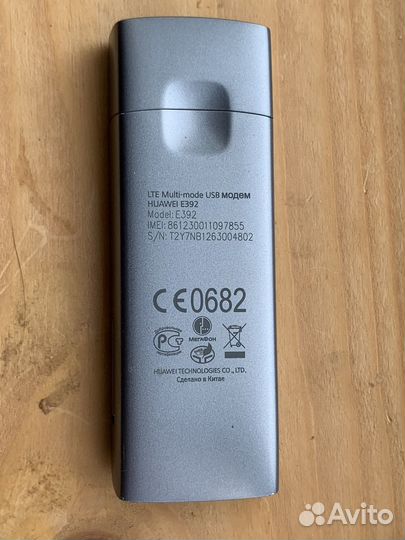 LTE Multi-mode USB модем
HUAWEI E392
Model: E392
IMEI: 861230011097855
S/N: T2Y7NB1263004802
CE0682
МЕГАФОН
РСТ
HUAWEI TECHNOLOGIES CO., LTD.
Сделано в Китае
Avito